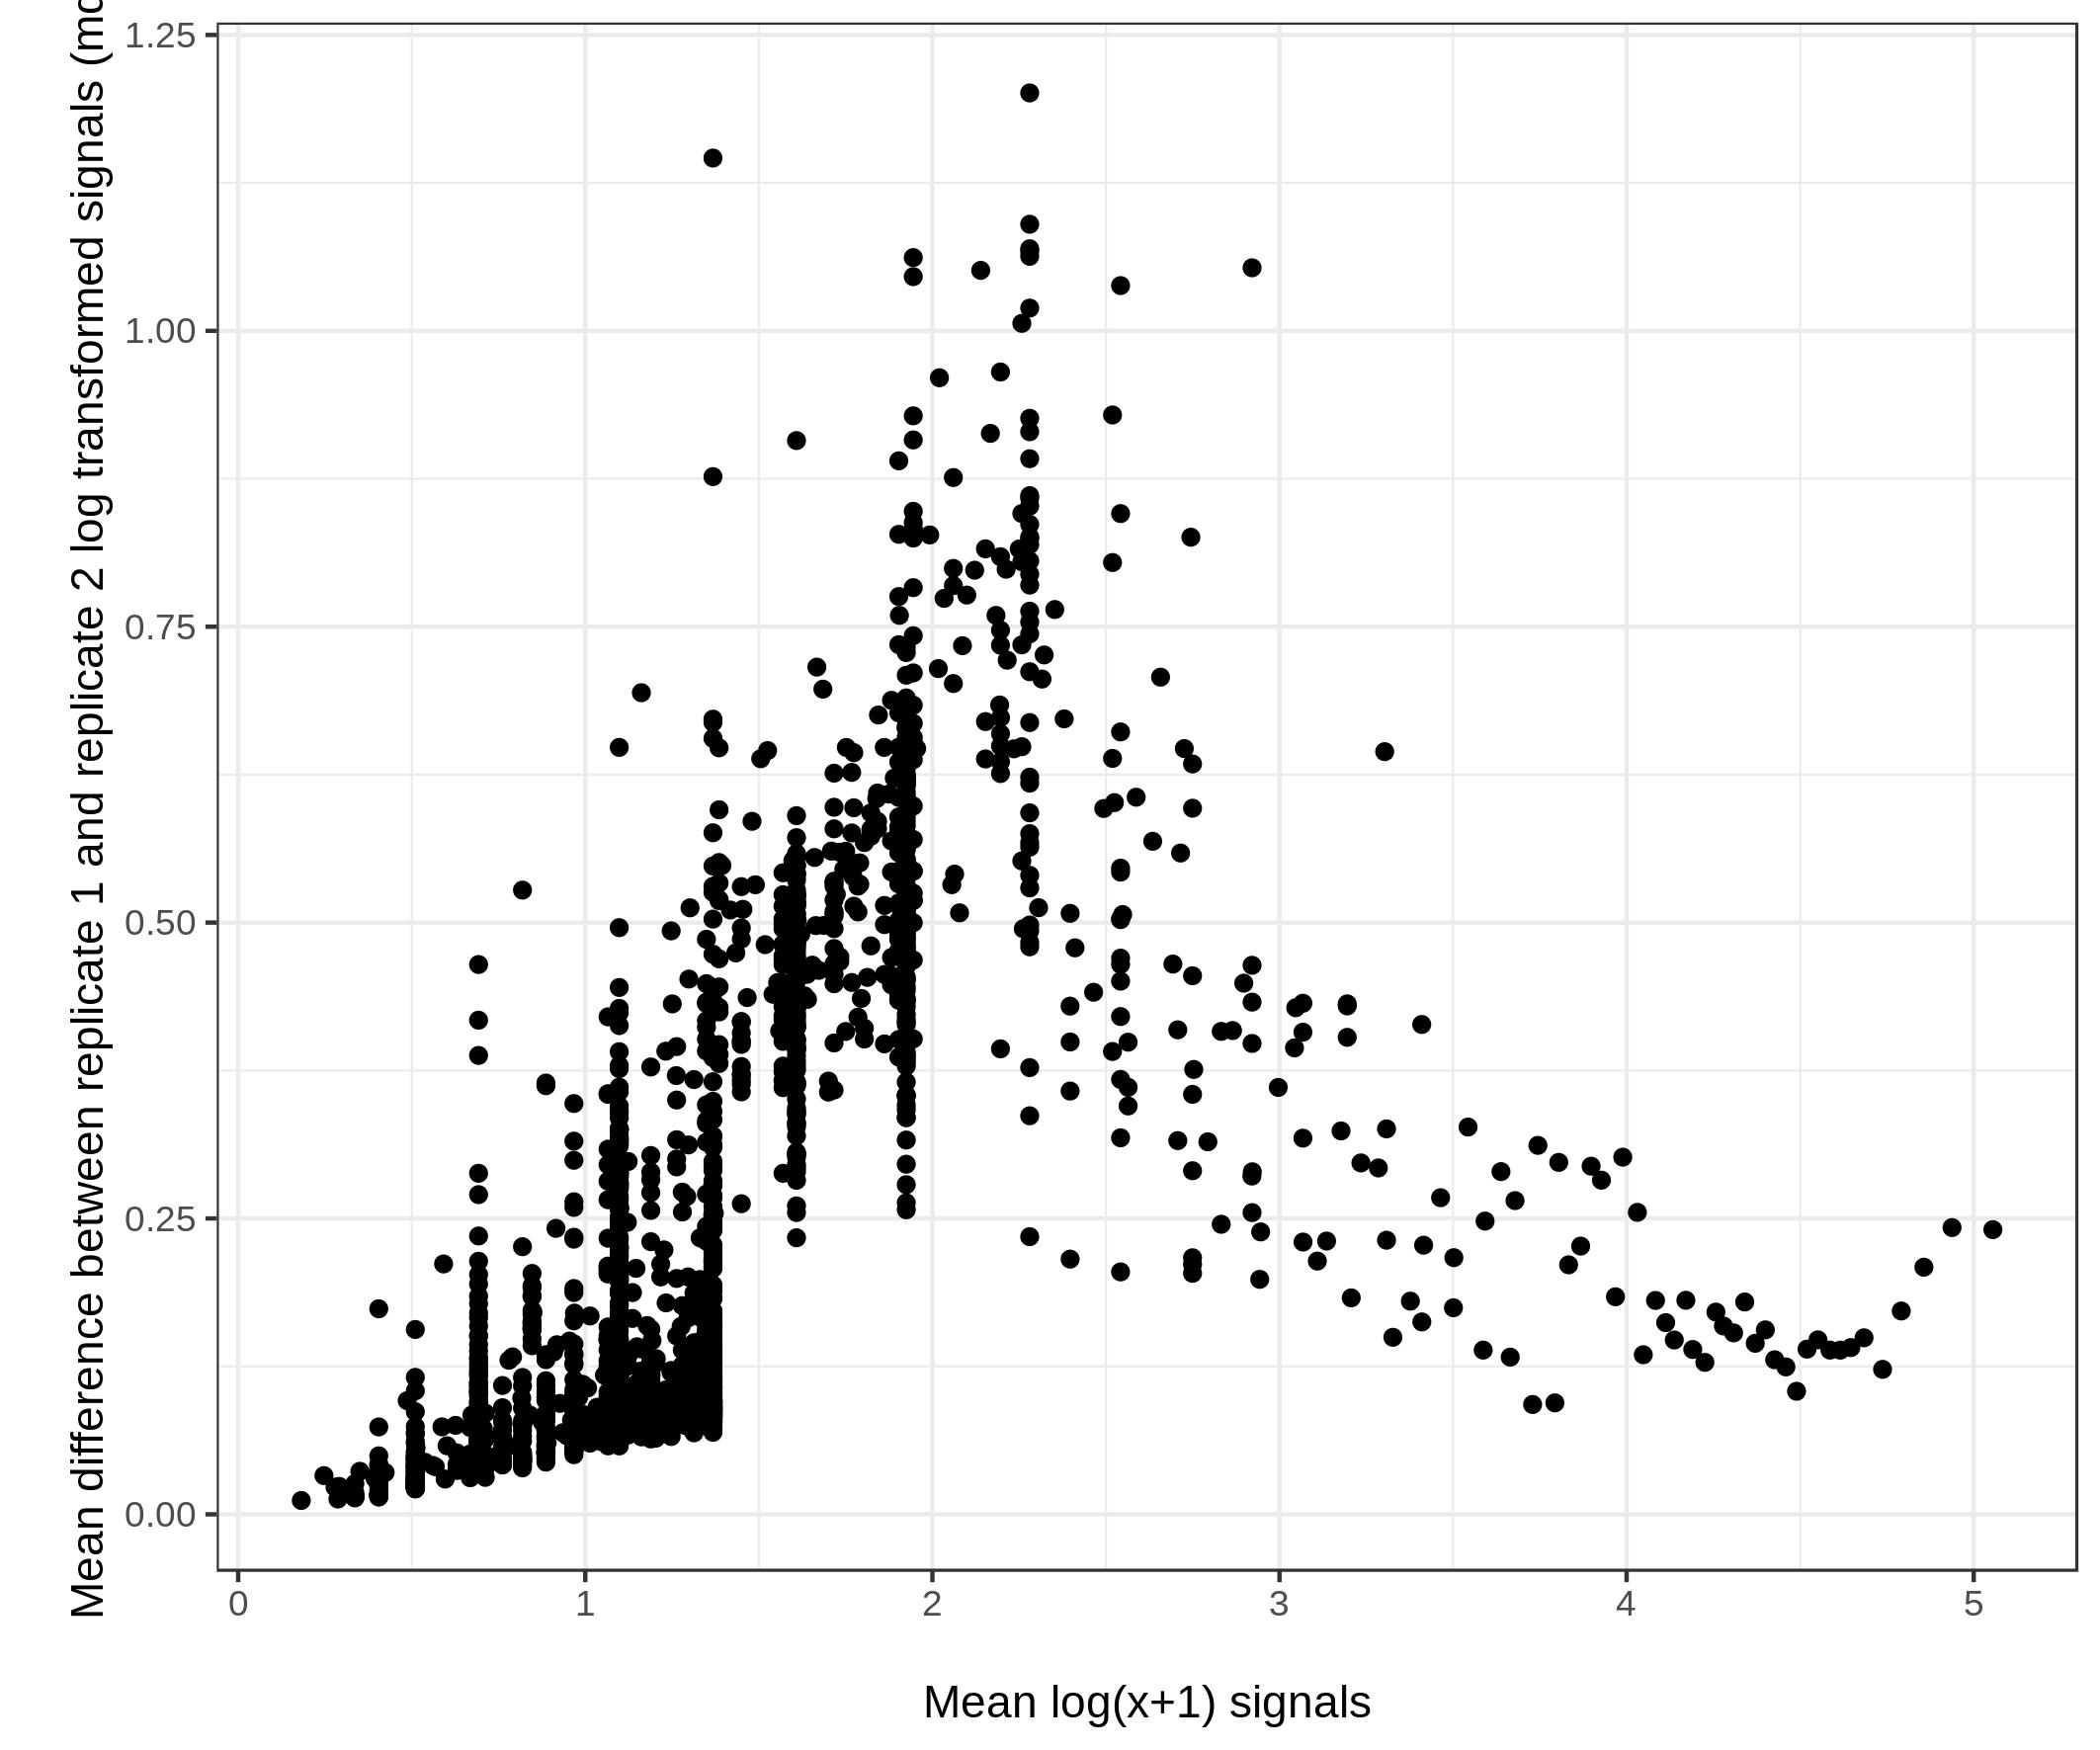 Mean difference between replicate 1 and replicate 2 log transformed signals
1.25
1.00
0.75
0.50
0.25
0.00
0 1 2 3 4 5
Mean log(x+1) signals